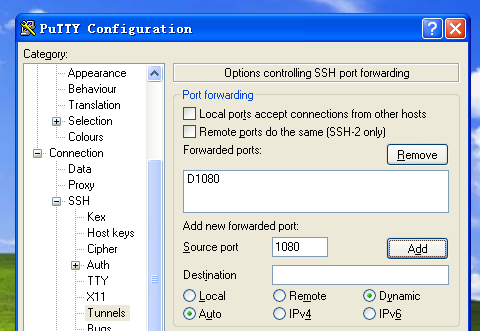 PuTTY Configuration
Category:
Appearance
Behaviour
Translation
Selection
Colours
Connection
Data
Proxy
SSH
Kex
Host keys
Cipher
Auth
TTY
X11
Tunnels
Bugs
Options controlling SSH port forwarding
Port forwarding
Local ports accept connections from other hosts
Remote ports do the same (SSH-2 only)
Forwarded ports:
Remove
D1080
Add new forwarded port:
Source port 1080 Add
Destination
Local Remote Dynamic
Auto IPv4 IPv6